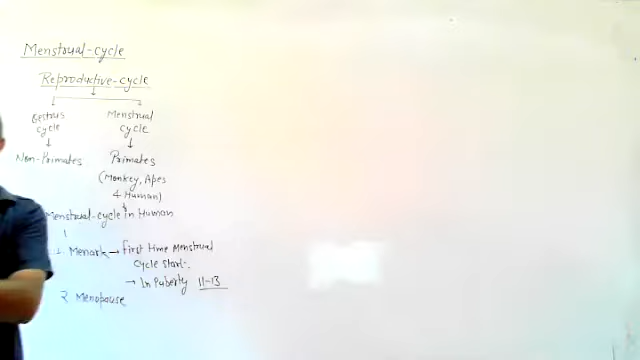 Menstrual-cycle
Reproductive-cycle
Oestrus Menstrual
cycle cycle
Non-Primates Primates
(Monkey, Apes
& Human)
Menstrual-cycle in Human
1 Menark → first time Menstrual
cycle start.
→ In Puberty 11-13
2 Menopause